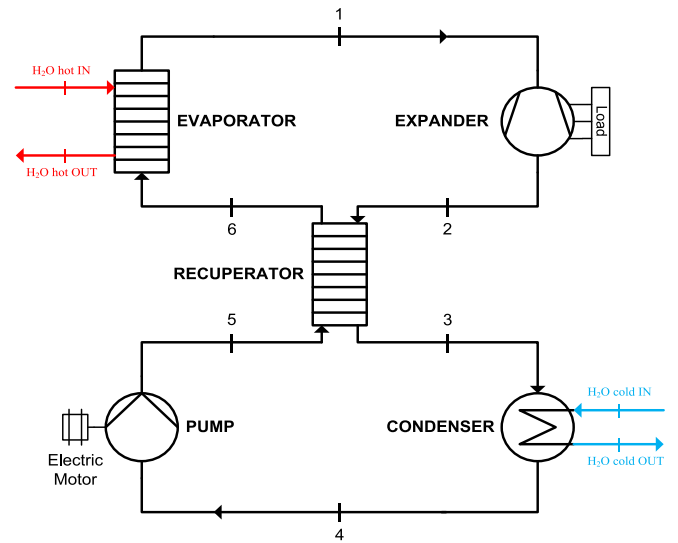 1
H₂O hot IN
EVAPORATOR
EXPANDER
Load
H₂O hot OUT
6
2
RECUPERATOR
5
3
H₂O cold IN
PUMP
CONDENSER
Electric
Motor
H₂O cold OUT
4